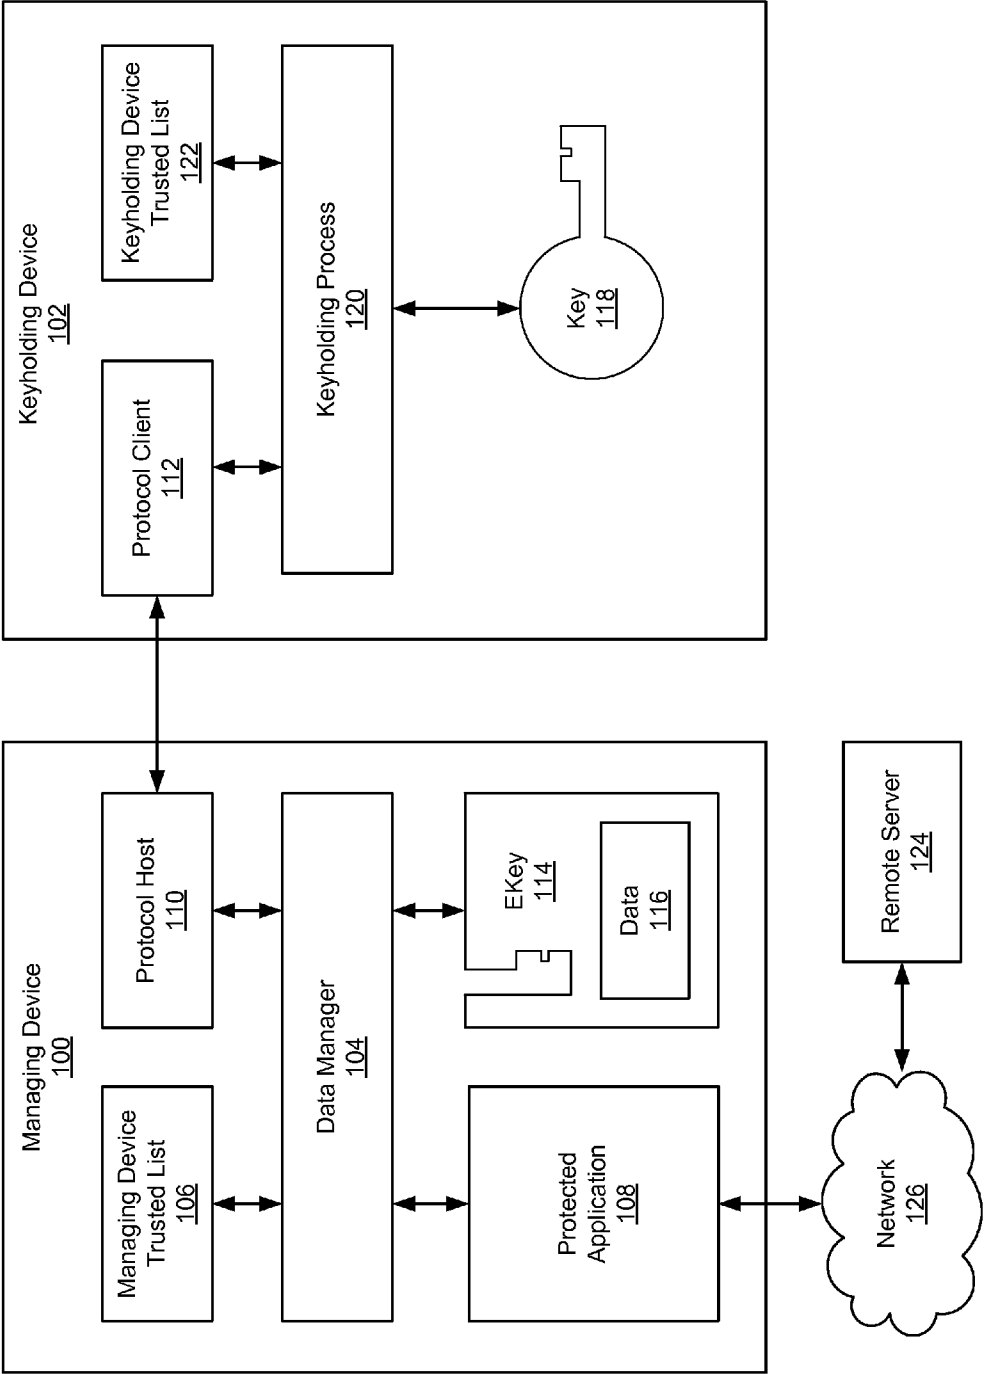 Managing Device
100
Managing Device
Trusted List
106
Protocol Host
110
Data Manager
104
Protected
Application
108
EKey
114
Data
116
Network
126
Remote Server
124
Keyholding Device
102
Protocol Client
112
Keyholding Device
Trusted List
122
Keyholding Process
120
Key
118